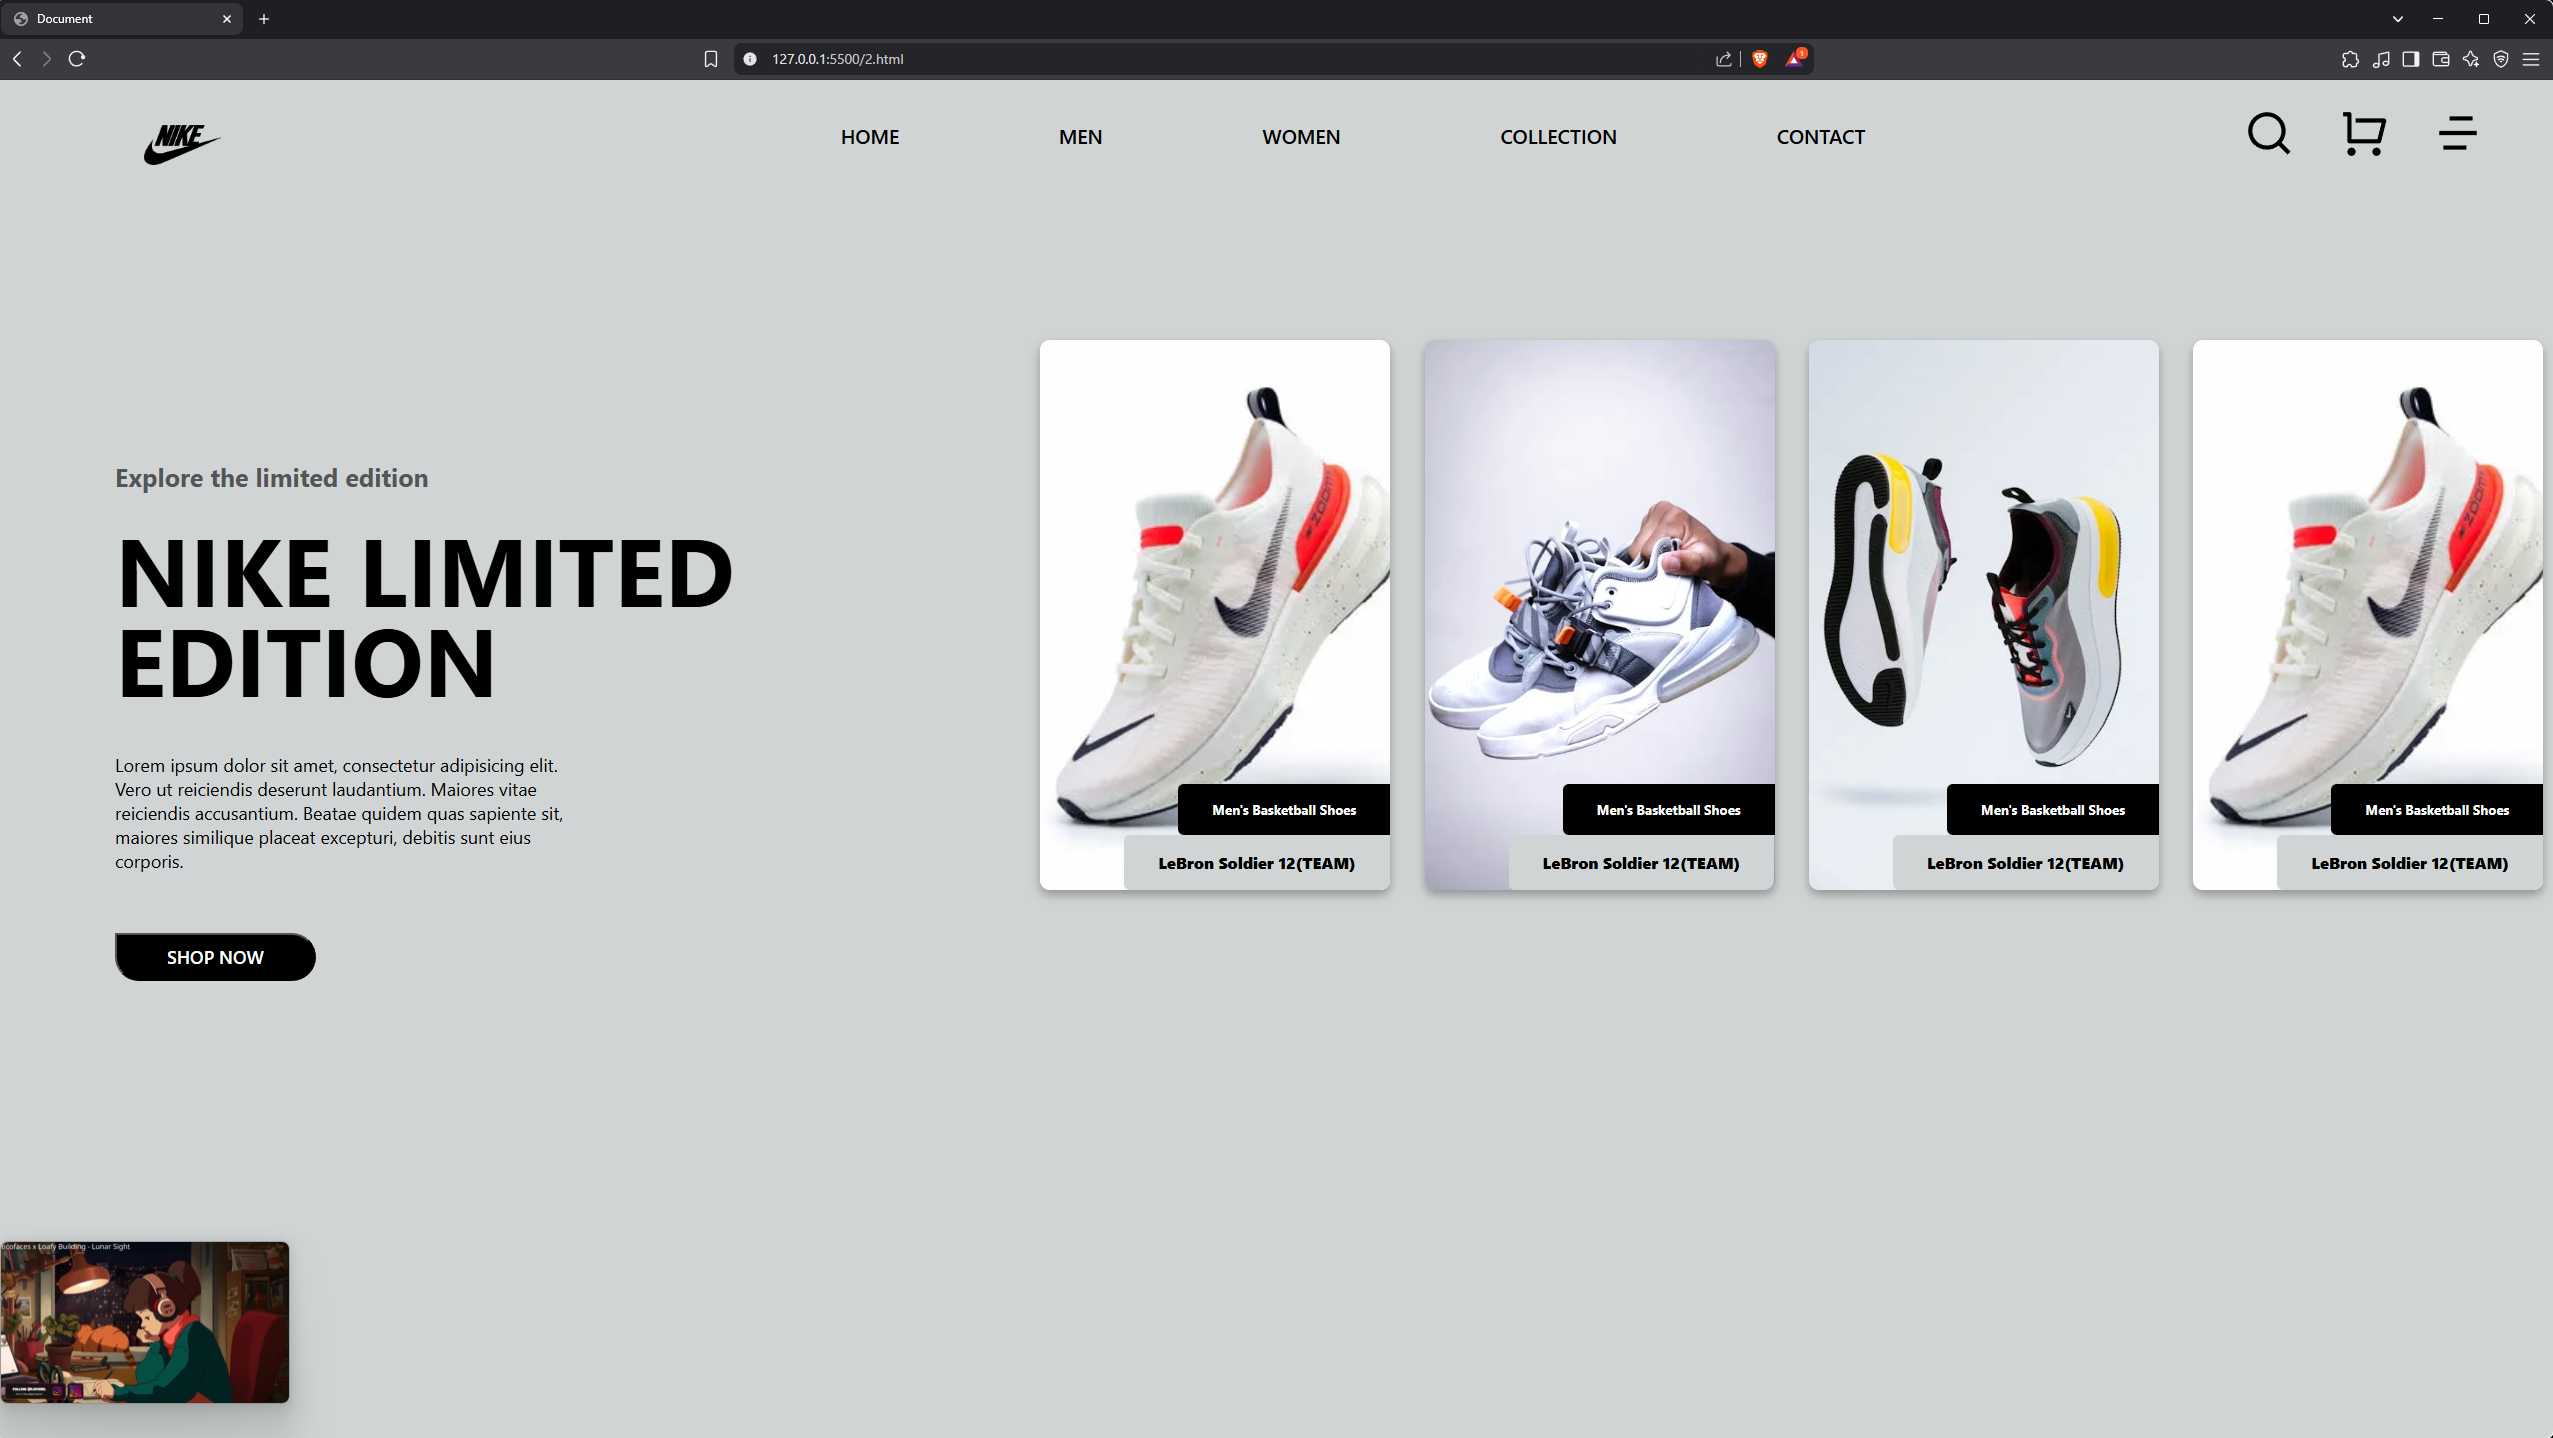 Document
127.0.0.1:5500/2.html
1
NIKE
HOME
MEN
WOMEN
COLLECTION
CONTACT
Explore the limited edition
NIKE LIMITED
EDITION
Lorem ipsum dolor sit amet, consectetur adipisicing elit.
Vero ut reiciendis deserunt laudantium. Maiores vitae
reiciendis accusantium. Beatae quidem quas sapiente sit,
maiores similique placeat excepturi, debitis sunt eius
corporis.
SHOP NOW
ZOOM
Men's Basketball Shoes
LeBron Soldier 12(TEAM)
Men's Basketball Shoes
LeBron Soldier 12(TEAM)
Men's Basketball Shoes
LeBron Soldier 12(TEAM)
ZOOM
Men's Basketball Shoes
LeBron Soldier 12(TEAM)
ticofaces x Loafy Building - Lunar Sight